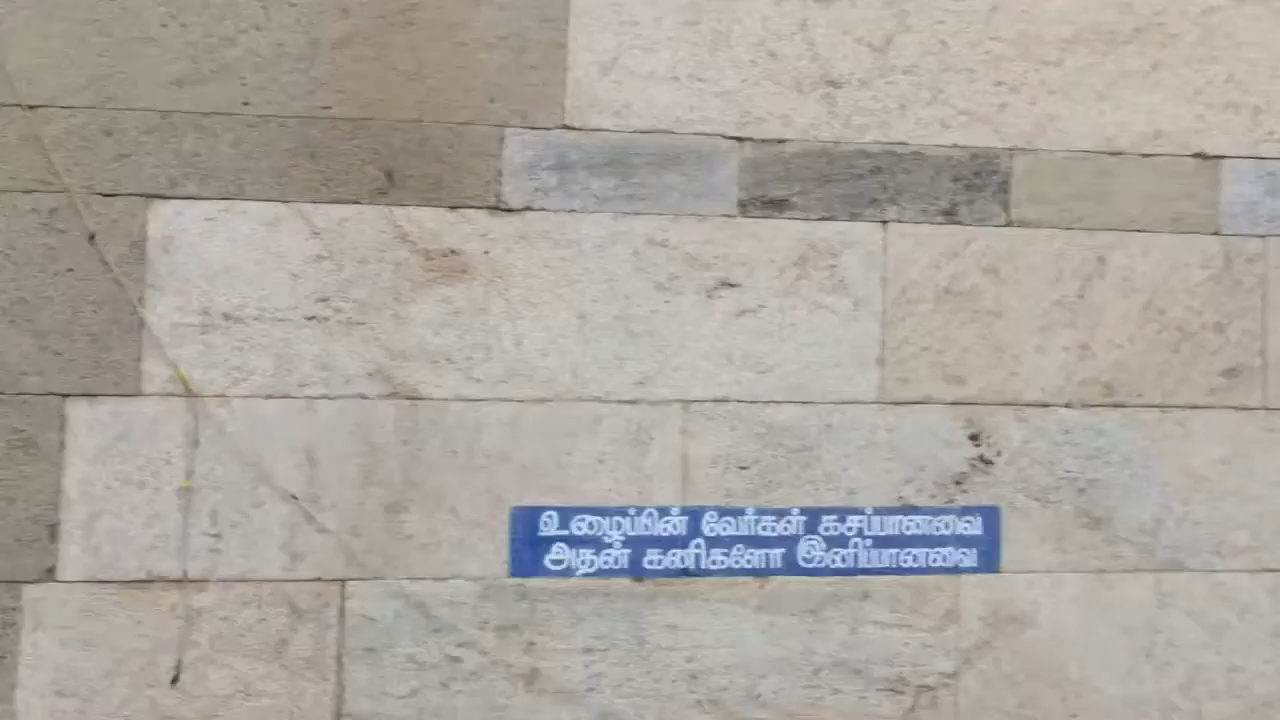 உழைப்பின் வேர்கள் கசப்பானவை
அதன் கனிகளோ இனிப்பானவை